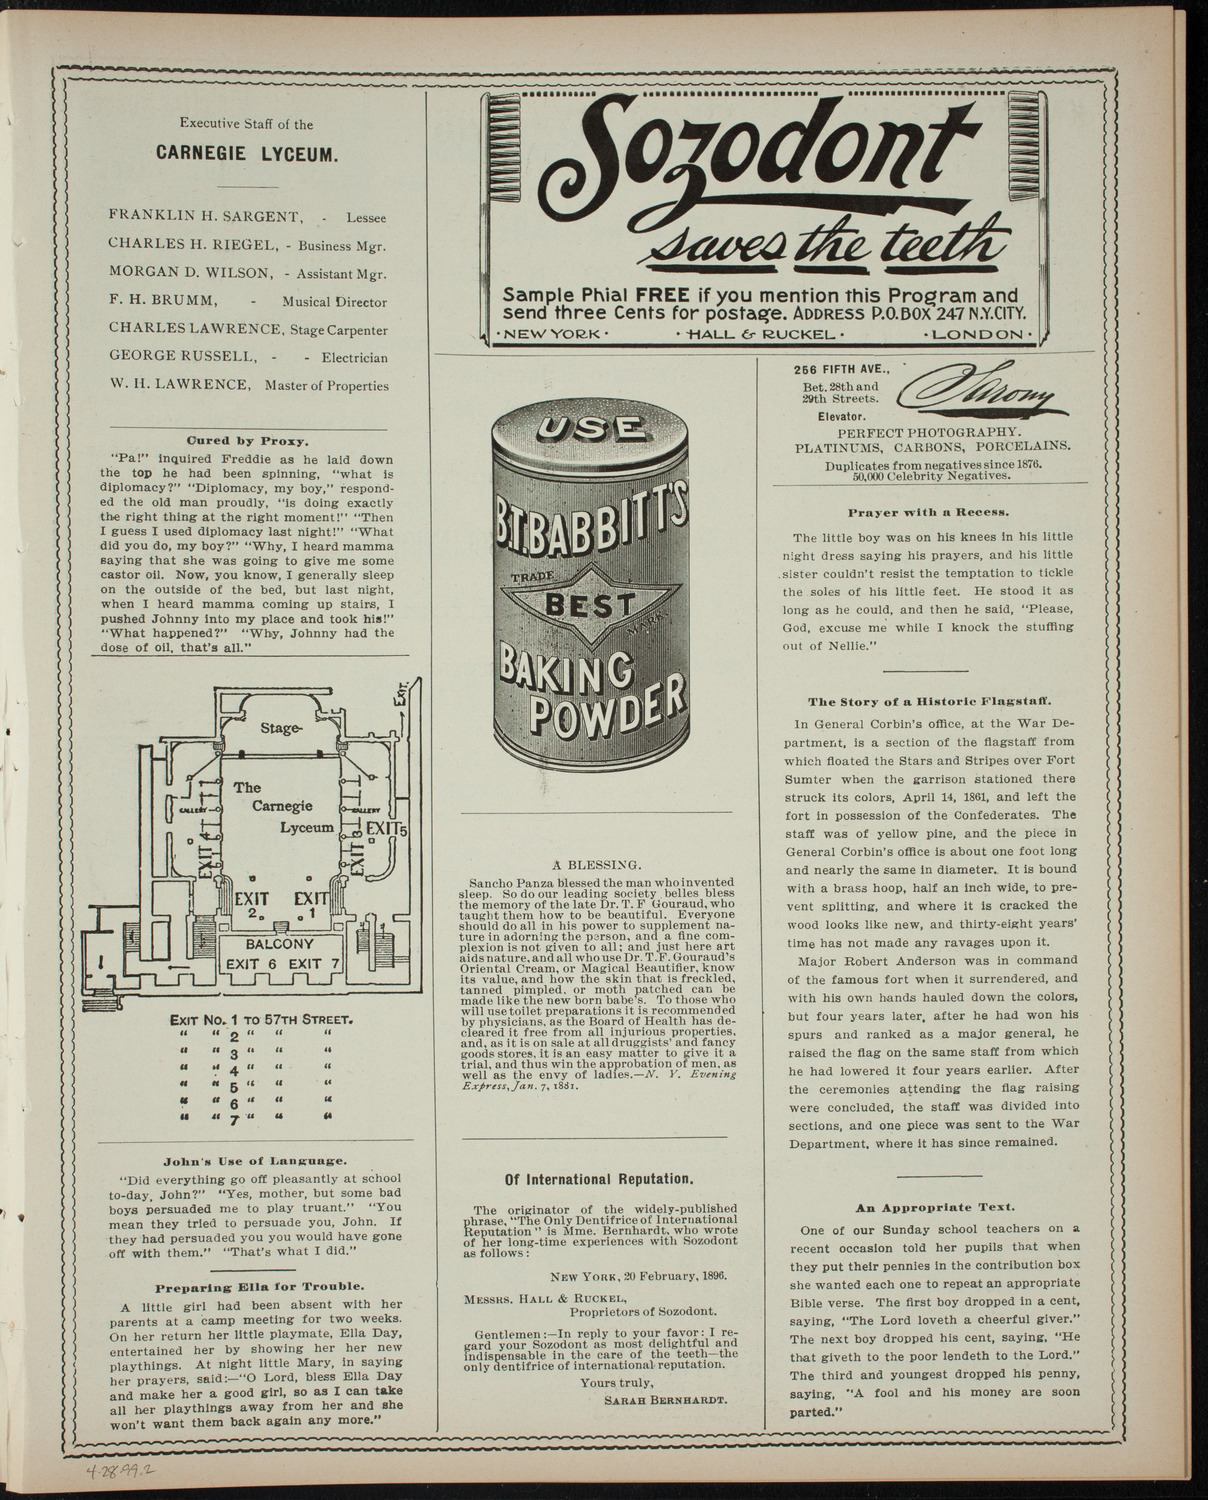 Executive Staff of the
CARNEGIE LYCEUM.
FRANKLIN H. SARGENT, - Lessee
CHARLES H. RIEGEL, - Business Mgr.
MORGAN D. WILSON, - Assistant Mgr.
F. H. BRUMM, - Musical Director
CHARLES LAWRENCE, Stage Carpenter
GEORGE RUSSELL, - - Electrician
W. H. LAWRENCE, Master of Properties
Cured by Proxy.
"Pa!" inquired Freddie as he laid down
the top he had been spinning, "what is
diplomacy?" "Diplomacy, my boy," respond-
ed the old man proudly, "is doing exactly
the right thing at the right moment!" "Then
I guess I used diplomacy last night!" "What
did you do, my boy?" "Why, I heard mamma
saying that she was going to give me some
castor oil. Now, you know, I generally sleep
on the outside of the bed, but last night,
when I heard mamma coming up stairs, I
pushed Johnny into my place and took his!"
"What happened?" "Why, Johnny had the
dose of oil, that's all."
EXIT.
Stage
The
Carnegie
Lyceum
GALLERY
GALLERY
EXIT 4
EXIT 3
EXIT 5
EXIT EXIT
2. .1
BALCONY
EXIT 6 EXIT 7
EXIT NO. 1 TO 57TH STREET.
" " 2 " " "
" " 3 " " "
" " 4 " " "
" " 5 " " "
" " 6 " " "
" " 7 " " "
John's Use of Language.
"Did everything go off pleasantly at school
to-day, John?" "Yes, mother, but some bad
boys persuaded me to play truant." "You
mean they tried to persuade you, John. If
they had persuaded you you would have gone
off with them." "That's what I did."
Preparing Ella for Trouble.
A little girl had been absent with her
parents at a camp meeting for two weeks.
On her return her little playmate, Ella Day,
entertained her by showing her her new
playthings. At night little Mary, in saying
her prayers, said:—"O Lord, bless Ella Day
and make her a good girl, so as I can take
all her playthings away from her and she
won't want them back again any more."
Sozodont
saves the teeth
Sample Phial FREE if you mention this Program and
send three Cents for postage. ADDRESS P.O.BOX 247 N.Y.CITY.
·NEW YORK· ·HALL & RUCKEL· ·LONDON·
USE
B.T.BABBITT'S
TRADE
BEST
MARK
BAKING
POWDER
A BLESSING.
Sancho Panza blessed the man who invented
sleep. So do our leading society belles bless
the memory of the late Dr. T. F Gouraud, who
taught them how to be beautiful. Everyone
should do all in his power to supplement na-
ture in adorning the person, and a fine com-
plexion is not given to all; and just here art
aids nature, and all who use Dr. T.F. Gouraud's
Oriental Cream, or Magical Beautifier, know
its value, and how the skin that is freckled,
tanned pimpled, or moth patched can be
made like the new born babe's. To those who
will use toilet preparations it is recommended
by physicians, as the Board of Health has de-
cleared it free from all injurious properties,
and, as it is on sale at all druggists' and fancy
goods stores, it is an easy matter to give it a
trial, and thus win the approbation of men, as
well as the envy of ladies.—N. Y. Evening
Express, Jan. 7, 1881.
Of International Reputation.
The originator of the widely-published
phrase, "The Only Dentifrice of International
Reputation" is Mme. Bernhardt, who wrote
of her long-time experiences with Sozodont
as follows:
NEW YORK, 20 February, 1896.
MESSRS. HALL & RUCKEL,
Proprietors of Sozodont.
Gentlemen:—In reply to your favor: I re-
gard your Sozodont as most delightful and
indispensable in the care of the teeth—the
only dentifrice of international reputation.
Yours truly,
SARAH BERNHARDT.
256 FIFTH AVE.,
Bet. 28th and
29th Streets.
Elevator.
Sarony
PERFECT PHOTOGRAPHY.
PLATINUMS, CARBONS, PORCELAINS.
Duplicates from negatives since 1876.
50,000 Celebrity Negatives.
Prayer with a Recess.
The little boy was on his knees in his little
night dress saying his prayers, and his little
sister couldn't resist the temptation to tickle
the soles of his little feet. He stood it as
long as he could, and then he said, "Please,
God, excuse me while I knock the stuffing
out of Nellie."
The Story of a Historic Flagstaff.
In General Corbin's office, at the War De-
partment, is a section of the flagstaff from
which floated the Stars and Stripes over Fort
Sumter when the garrison stationed there
struck its colors, April 14, 1861, and left the
fort in possession of the Confederates. The
staff was of yellow pine, and the piece in
General Corbin's office is about one foot long
and nearly the same in diameter. It is bound
with a brass hoop, half an inch wide, to pre-
vent splitting, and where it is cracked the
wood looks like new, and thirty-eight years'
time has not made any ravages upon it.
Major Robert Anderson was in command
of the famous fort when it surrendered, and
with his own hands hauled down the colors,
but four years later, after he had won his
spurs and ranked as a major general, he
raised the flag on the same staff from which
he had lowered it four years earlier. After
the ceremonies attending the flag raising
were concluded, the staff was divided into
sections, and one piece was sent to the War
Department, where it has since remained.
An Appropriate Text.
One of our Sunday school teachers on a
recent occasion told her pupils that when
they put their pennies in the contribution box
she wanted each one to repeat an appropriate
Bible verse. The first boy dropped in a cent,
saying, "The Lord loveth a cheerful giver."
The next boy dropped his cent, saying, "He
that giveth to the poor lendeth to the Lord."
The third and youngest dropped his penny,
saying, "A fool and his money are soon
parted."
4-28-99.2